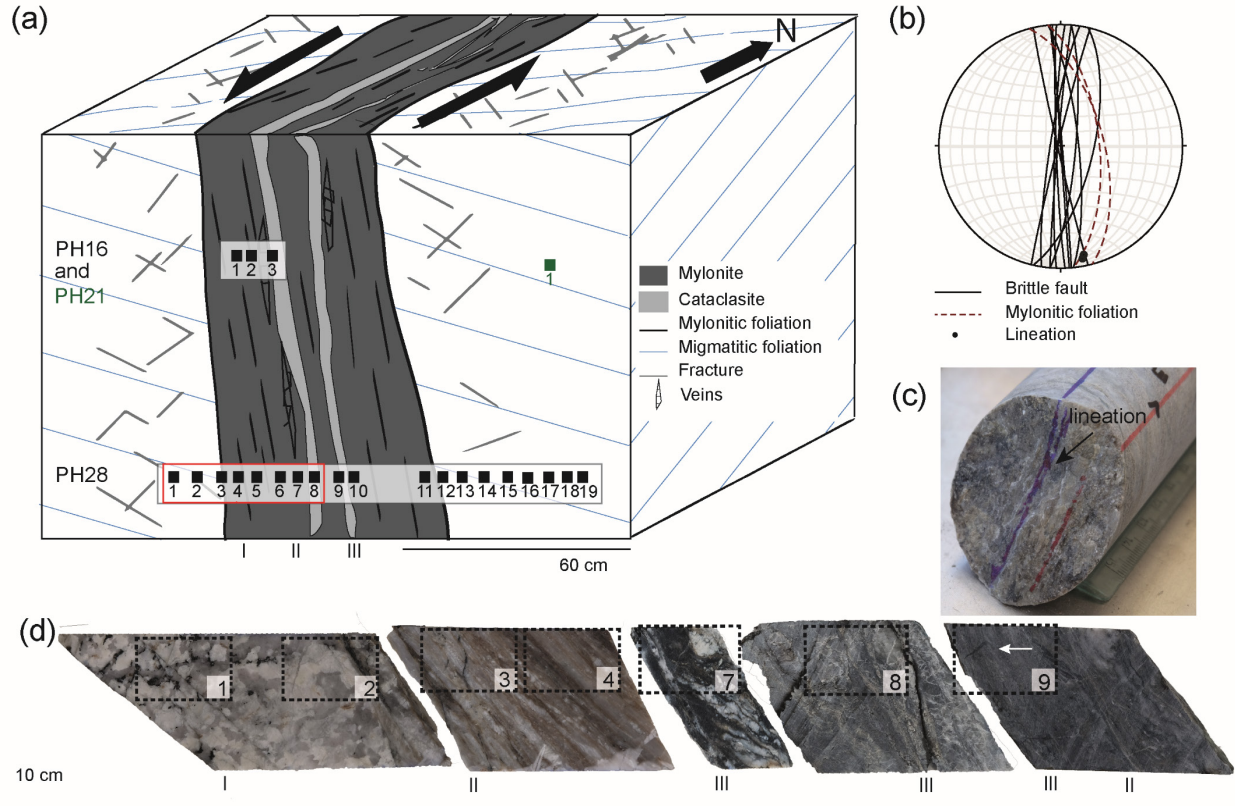 (a)
N
PH16
and
PH21
1 2 3
1
PH28
1 2 3 4 5 6 7 8 9 10 11 12 13 14 15 16 17 18 19
I II III
60 cm
Mylonite
Cataclasite
Mylonitic foliation
Migmatitic foliation
Fracture
Veins
(b)
Brittle fault
Mylonitic foliation
Lineation
(c)
lineation
(d)
1 2 3 4 7 8 9
10 cm
I II III III III II